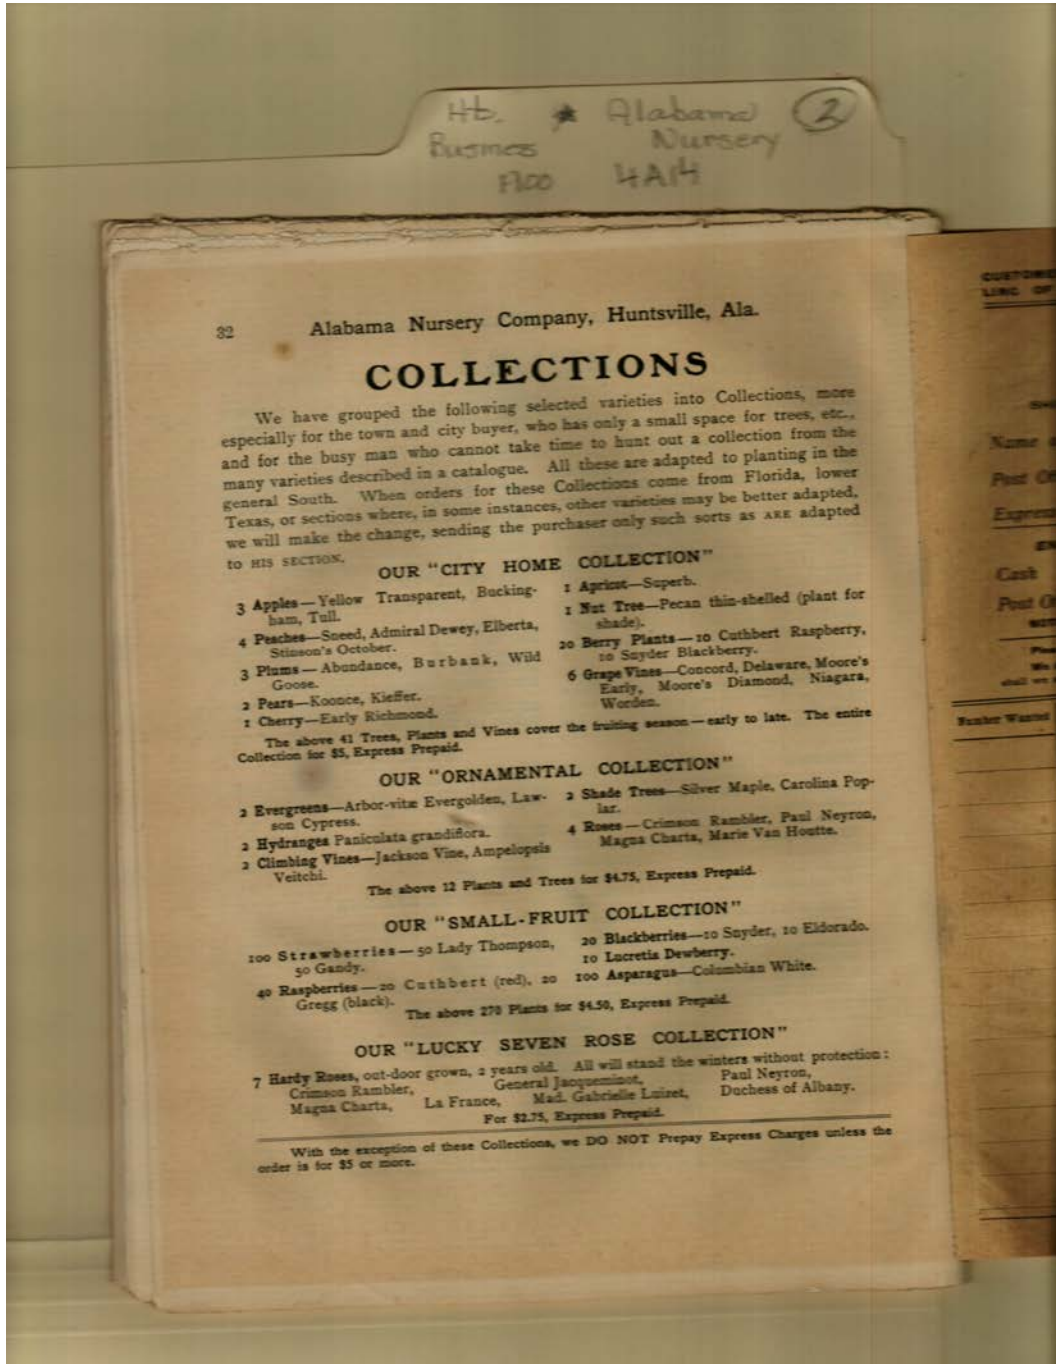 Hb. * Alabama 2
Business Nursery
1900 4A14
32 Alabama Nursery Company, Huntsville, Ala.
COLLECTIONS
We have grouped the following selected varieties into Collections, more
especially for the town and city buyer, who has only a small space for trees, etc.,
and for the busy man who cannot take time to hunt out a collection from the
many varieties described in a catalogue. All these are adapted to planting in the
general South. When orders for these Collections come from Florida, lower
Texas, or sections where, in some instances, other varieties may be better adapted,
we will make the change, sending the purchaser only such sorts as ARE adapted
to HIS SECTION.
OUR "CITY HOME COLLECTION"
3 Apples—Yellow Transparent, Bucking-
ham, Tull.
4 Peaches—Sneed, Admiral Dewey, Elberta,
Stinson's October.
3 Plums—Abundance, Burbank, Wild
Goose.
2 Pears—Koonce, Kieffer.
1 Cherry—Early Richmond.
1 Apricot—Superb.
1 Nut Tree—Pecan thin-shelled (plant for
shade).
20 Berry Plants—10 Cuthbert Raspberry,
10 Snyder Blackberry.
6 Grape Vines—Concord, Delaware, Moore's
Early, Moore's Diamond, Niagara,
Worden.
The above 41 Trees, Plants and Vines cover the fruiting season—early to late. The entire
Collection for $5, Express Prepaid.
OUR "ORNAMENTAL COLLECTION"
2 Evergreens—Arbor-vitæ Evergolden, Law-
son Cypress.
2 Hydranges Paniculata grandiflora.
2 Climbing Vines—Jackson Vine, Ampelopsis
Veitchi.
2 Shade Trees—Silver Maple, Carolina Pop-
lar.
4 Roses—Crimson Rambler, Paul Neyron,
Magna Charta, Marie Van Houtte.
The above 12 Plants and Trees for $4.75, Express Prepaid.
OUR "SMALL-FRUIT COLLECTION"
100 Strawberries—50 Lady Thompson,
50 Gandy.
40 Raspberries—20 Cuthbert (red), 20
Gregg (black).
20 Blackberries—10 Snyder, 10 Eldorado.
10 Lucretia Dewberry.
100 Asparagus—Columbian White.
The above 270 Plants for $4.50, Express Prepaid.
OUR "LUCKY SEVEN ROSE COLLECTION"
7 Hardy Roses, out-door grown, 2 years old. All will stand the winters without protection:
Crimson Rambler, General Jacqueminot, Paul Neyron,
Magna Charta, La France, Mad. Gabrielle Luizet, Duchess of Albany.
For $2.75, Express Prepaid.
With the exception of these Collections, we DO NOT Prepay Express Charges unless the
order is for $5 or more.
CUSTOME
LINE OF
Name
Post Of
Express
Cash
Post O
shall we
Number Wanted